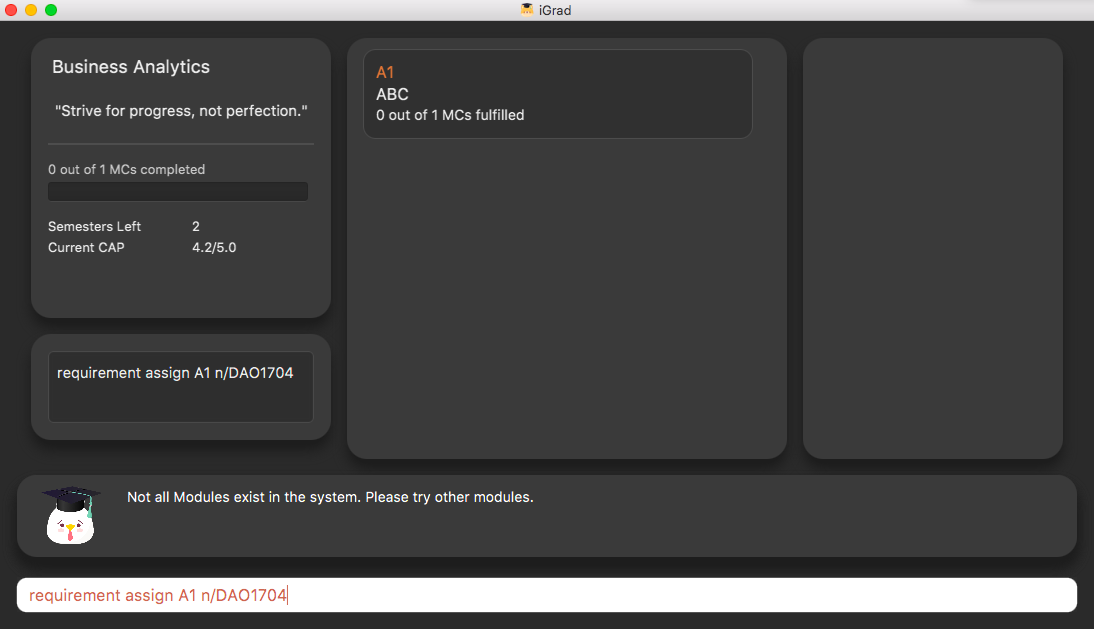 iGrad
Business Analytics
"Strive for progress, not perfection."
0 out of 1 MCs completed
Semesters Left 2
Current CAP 4.2/5.0
requirement assign A1 n/DAO1704
A1
ABC
0 out of 1 MCs fulfilled
Not all Modules exist in the system. Please try other modules.
requirement assign A1 n/DAO1704